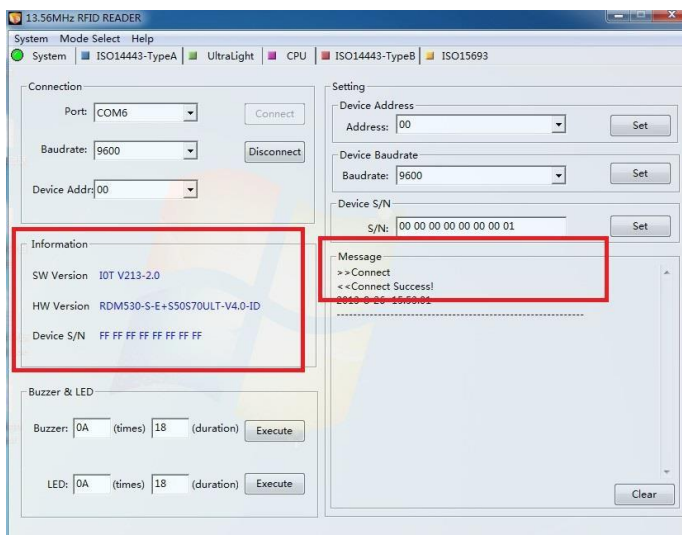 13.56MHz RFID READER
System Mode Select Help
System ISO14443-TypeA UltraLight CPU ISO14443-TypeB ISO15693
Connection
Port: COM6 Connect
Baudrate: 9600 Disconnect
Device Addr: 00
Information
SW Version I0T V213-2.0
HW Version RDM530-S-E+S50S70ULT-V4.0-ID
Device S/N FF FF FF FF FF FF FF FF
Buzzer & LED
Buzzer: 0A (times) 18 (duration) Execute
LED: 0A (times) 18 (duration) Execute
Setting
Device Address
Address: 00 Set
Device Baudrate
Baudrate: 9600 Set
Device S/N
S/N: 00 00 00 00 00 00 00 01 Set
Message
>>Connect
<<Connect Success!
--------------------------------------------------------------
Clear